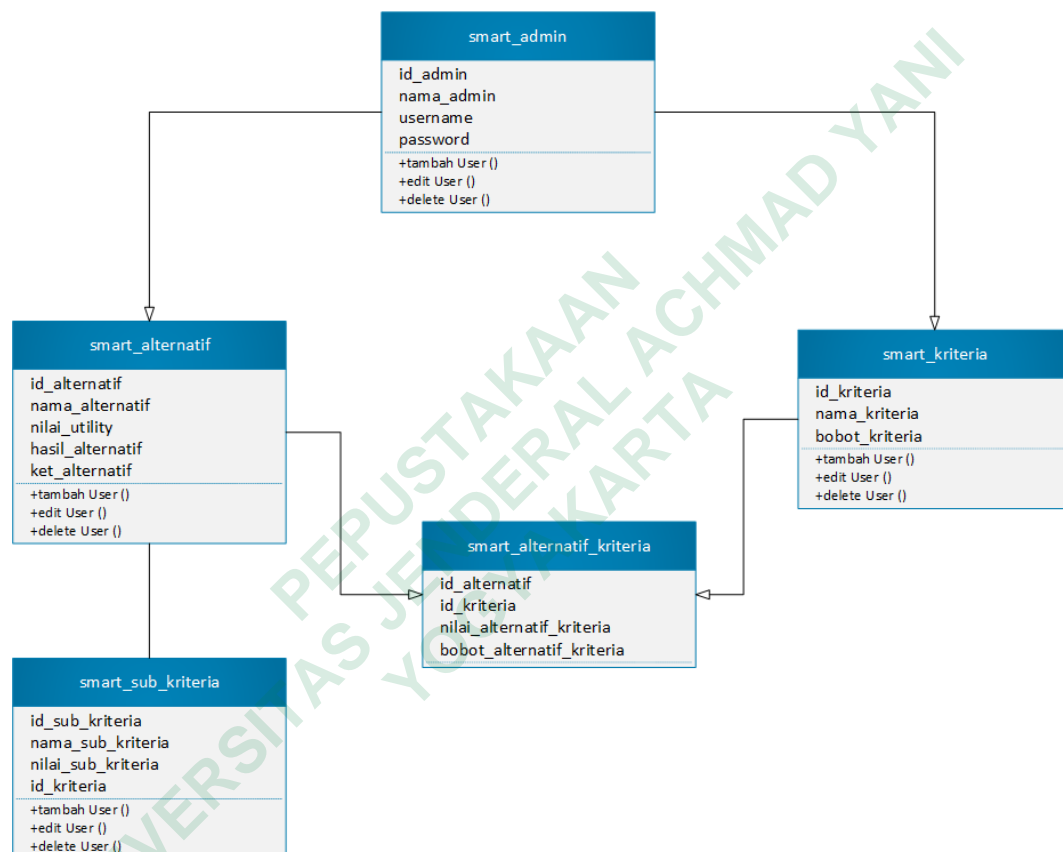 smart_admin
id_admin
nama_admin
username
password
+tambah User ()
+edit User ()
+delete User ()
smart_alternatif
id_alternatif
nama_alternatif
nilai_utility
hasil_alternatif
ket_alternatif
+tambah User ()
+edit User ()
+delete User ()
smart_kriteria
id_kriteria
nama_kriteria
bobot_kriteria
+tambah User ()
+edit User ()
+delete User ()
smart_alternatif_kriteria
id_alternatif
id_kriteria
nilai_alternatif_kriteria
bobot_alternatif_kriteria
smart_sub_kriteria
id_sub_kriteria
nama_sub_kriteria
nilai_sub_kriteria
id_kriteria
+tambah User ()
+edit User ()
+delete User ()
PEPUSTAKAAN
VERSITAS JENDERAL ACHMAD YANI
YOGYAKARTA